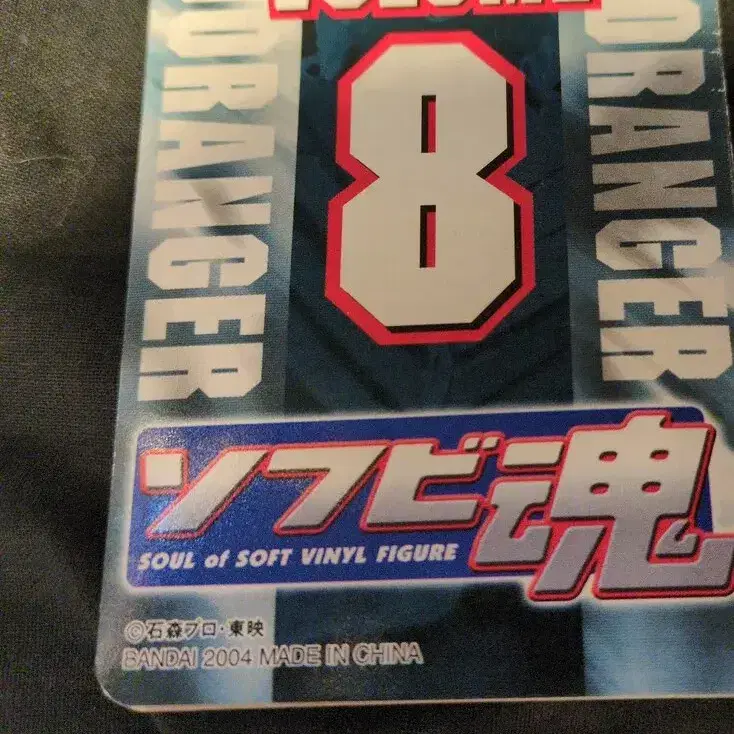 VOLUME
8
ORANGER
ORANGER
ソフビ魂
SOUL of SOFT VINYL FIGURE
©石森プロ・東映
BANDAI 2004 MADE IN CHINA